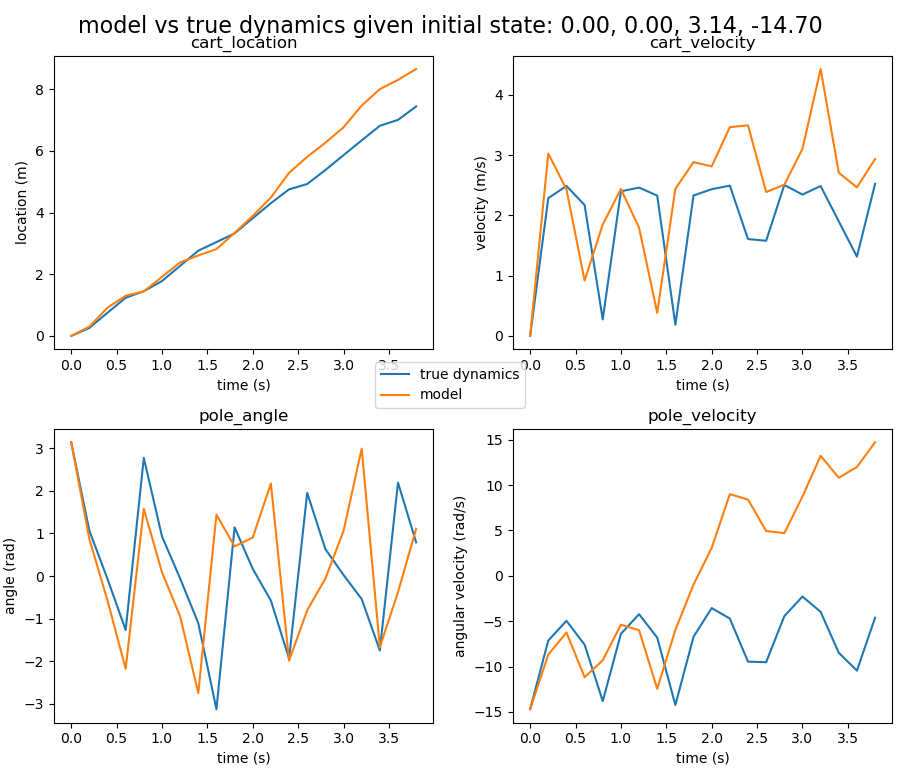 model vs true dynamics given initial state: 0.00, 0.00, 3.14, -14.70
cart_location
cart_velocity
location (m)
8
6
4
2
0
0.0 0.5 1.0 1.5 2.0 2.5 3.0 3.5
time (s)
velocity (m/s)
4
3
2
1
0
0.0 0.5 1.0 1.5 2.0 2.5 3.0 3.5
time (s)
true dynamics
model
pole_angle
pole_velocity
angle (rad)
3
2
1
0
−1
−2
−3
0.0 0.5 1.0 1.5 2.0 2.5 3.0 3.5
time (s)
angular velocity (rad/s)
15
10
5
0
−5
−10
−15
0.0 0.5 1.0 1.5 2.0 2.5 3.0 3.5
time (s)